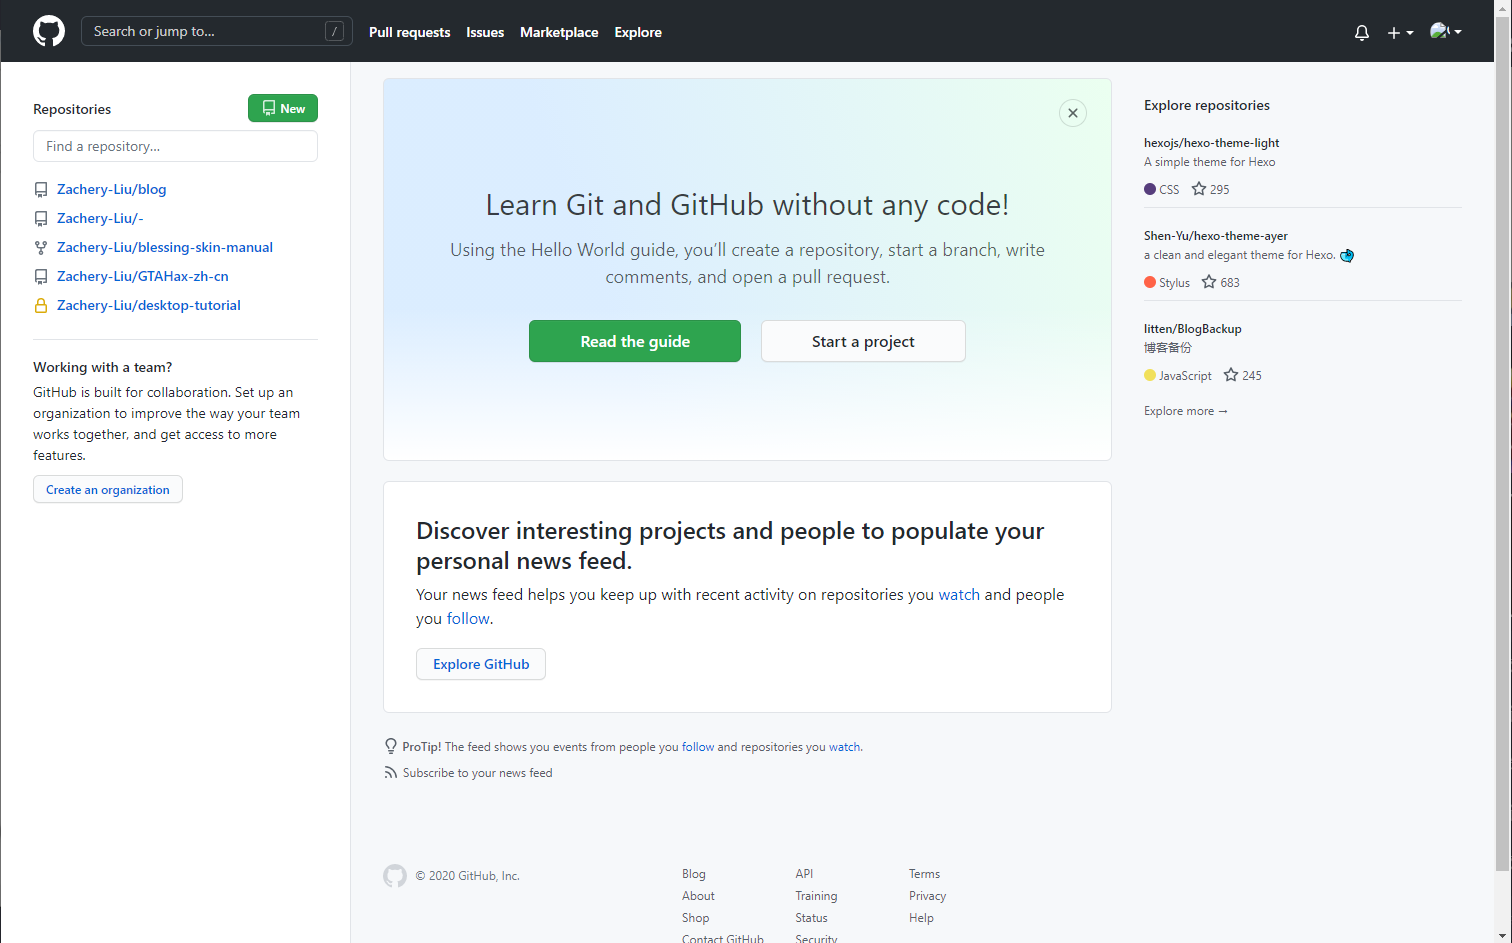 Search or jump to...
/
Pull requests
Issues
Marketplace
Explore
Repositories
New
Find a repository...
Zachery-Liu/blog
Zachery-Liu/-
Zachery-Liu/blessing-skin-manual
Zachery-Liu/GTAHax-zh-cn
Zachery-Liu/desktop-tutorial
Working with a team?
GitHub is built for collaboration. Set up an
organization to improve the way your team
works together, and get access to more
features.
Create an organization
Learn Git and GitHub without any code!
Using the Hello World guide, you’ll create a repository, start a branch, write
comments, and open a pull request.
Read the guide
Start a project
Discover interesting projects and people to populate your
personal news feed.
Your news feed helps you keep up with recent activity on repositories you watch and people
you follow.
Explore GitHub
ProTip! The feed shows you events from people you follow and repositories you watch.
Subscribe to your news feed
Explore repositories
hexojs/hexo-theme-light
A simple theme for Hexo
CSS 295
Shen-Yu/hexo-theme-ayer
a clean and elegant theme for Hexo.
Stylus 683
litten/BlogBackup
博客备份
JavaScript 245
Explore more →
© 2020 GitHub, Inc.
Blog
About
Shop
Contact GitHub
API
Training
Status
Security
Terms
Privacy
Help